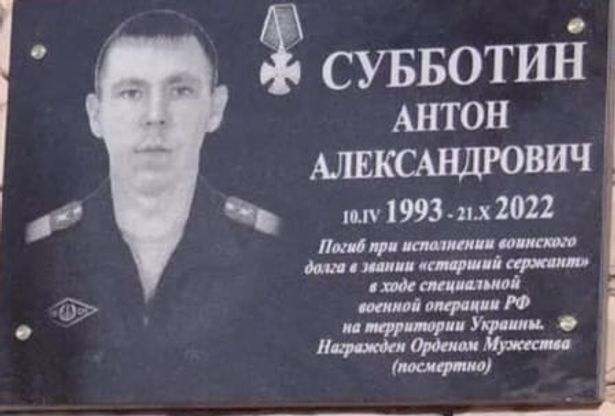 СУББОТИН
АНТОН
АЛЕКСАНДРОВИЧ
10.IV 1993 - 21.X 2022
Погиб при исполнении воинского
долга в звании «старший сержант»
в ходе специальной
военной операции РФ
на территории Украины.
Награжден Орденом Мужества
(посмертно)